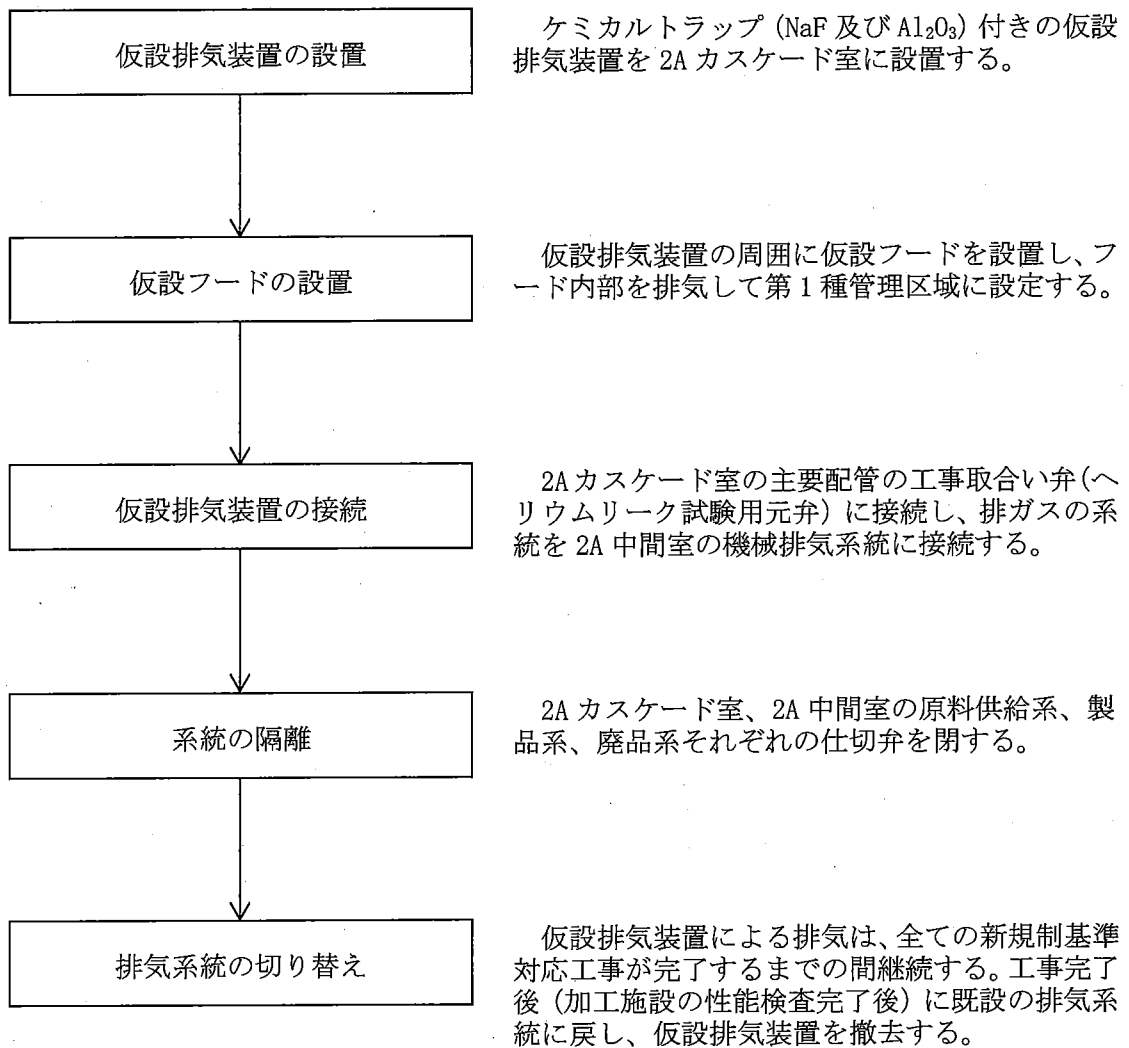 仮設排気装置の設置
ケミカルトラップ (NaF 及び Al₂O₃) 付きの仮設
排気装置を 2A カスケード室に設置する。
仮設フードの設置
仮設排気装置の周囲に仮設フードを設置し、フ
ード内部を排気して第1種管理区域に設定する。
仮設排気装置の接続
2A カスケード室の主要配管の工事取合い弁(ヘ
リウムリーク試験用元弁) に接続し、排ガスの系
統を 2A 中間室の機械排気系統に接続する。
系統の隔離
2A カスケード室、2A 中間室の原料供給系、製
品系、廃品系それぞれの仕切弁を閉する。
排気系統の切り替え
仮設排気装置による排気は、全ての新規制基準
対応工事が完了するまでの間継続する。工事完了
後（加工施設の性能検査完了後）に既設の排気系
統に戻し、仮設排気装置を撤去する。